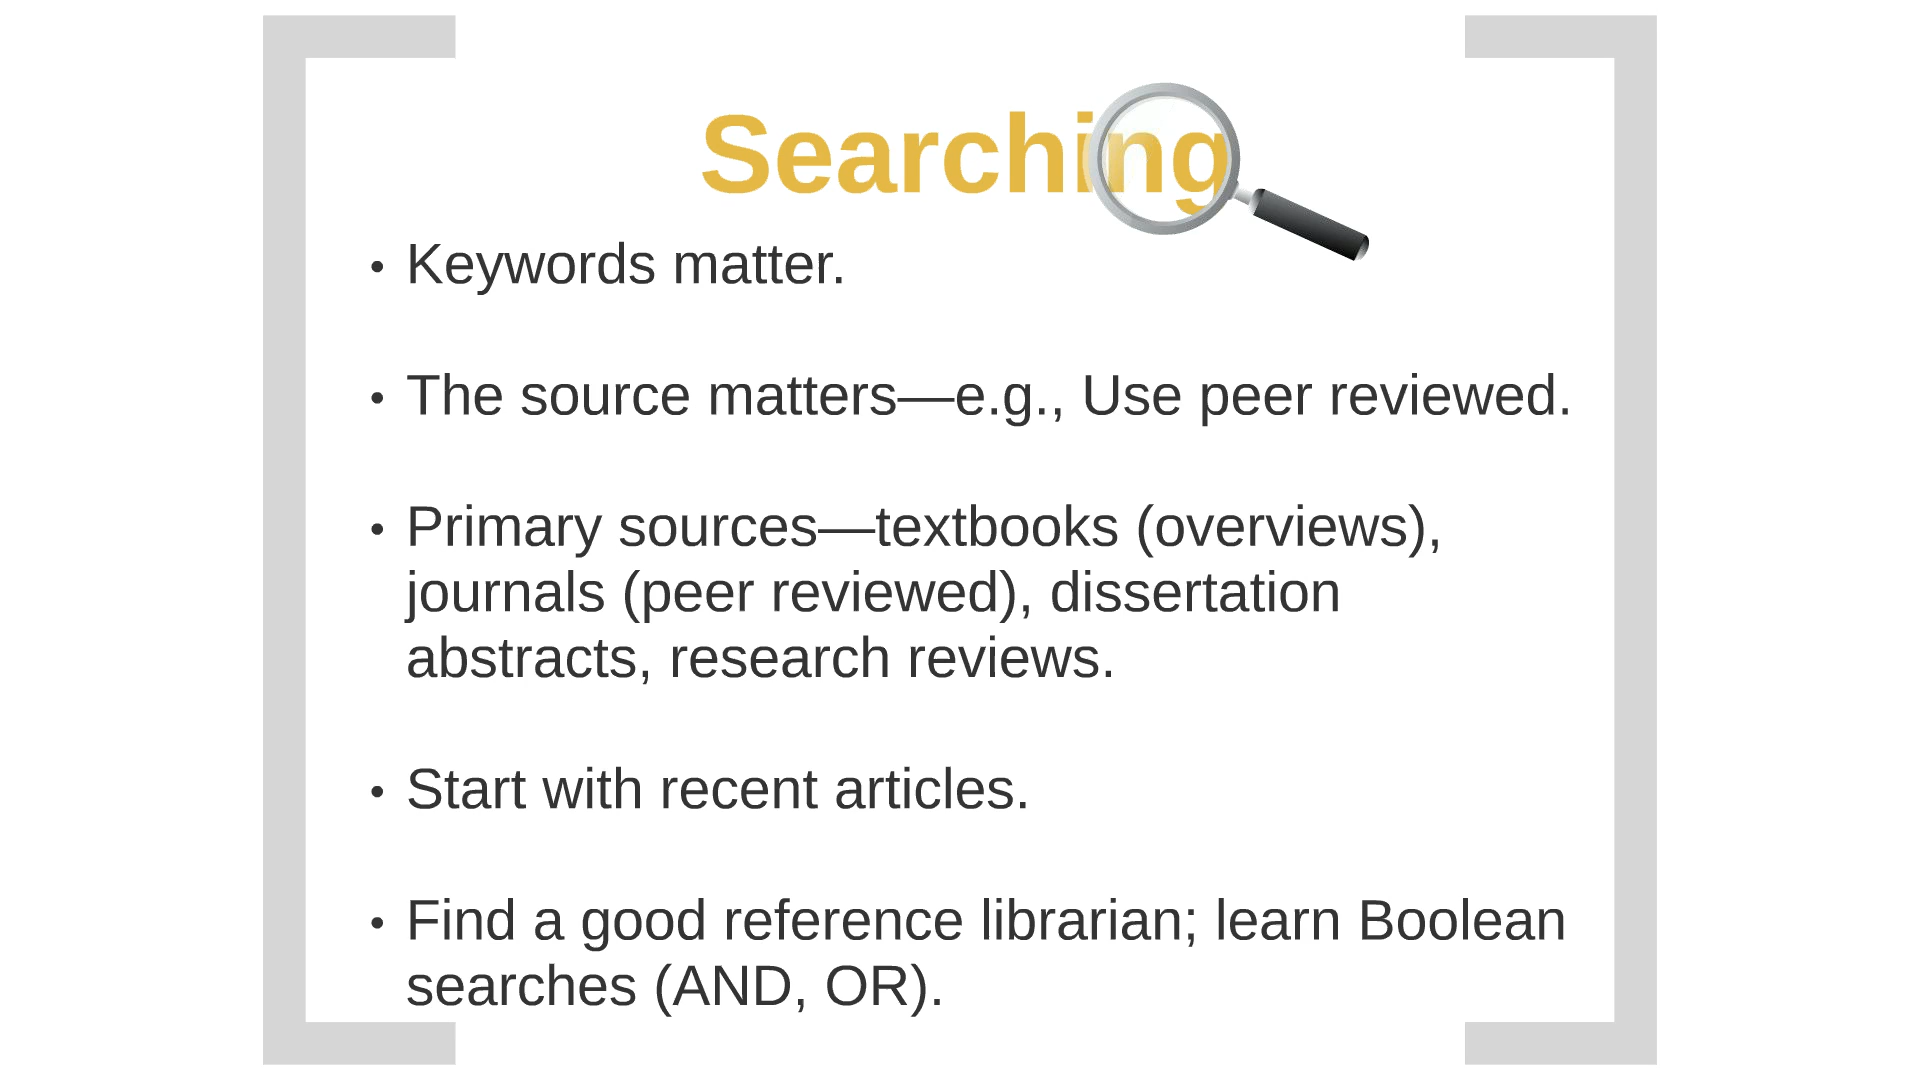 Searching
• Keywords matter.
• The source matters—e.g., Use peer reviewed.
• Primary sources—textbooks (overviews),
journals (peer reviewed), dissertation
abstracts, research reviews.
• Start with recent articles.
• Find a good reference librarian; learn Boolean
searches (AND, OR).